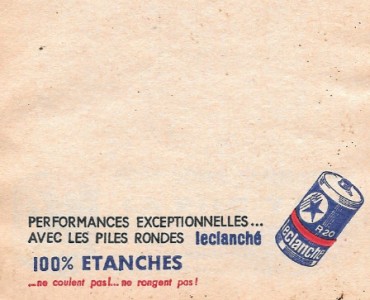 PERFORMANCES EXCEPTIONNELLES...
AVEC LES PILES RONDES leclanché
100% ETANCHES
...ne coulent pas!... ne rongent pas!
R20
leclanché